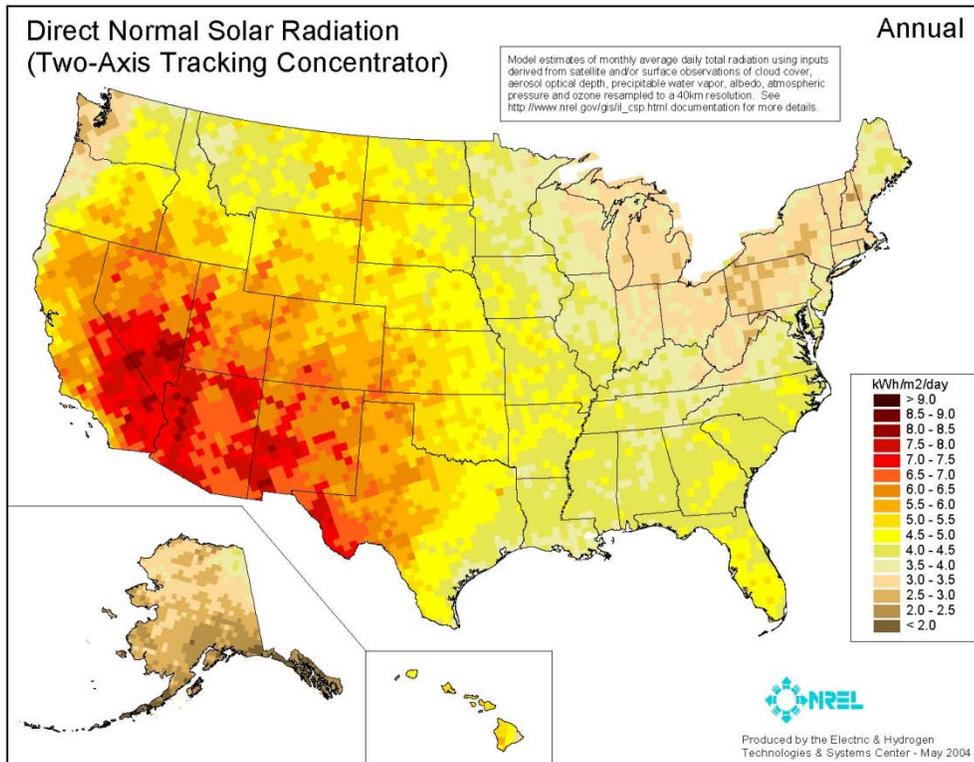 Direct Normal Solar Radiation
(Two-Axis Tracking Concentrator)
Annual
Model estimates of monthly average daily total radiation using inputs
derived from satellite and/or surface observations of cloud cover,
aerosol optical depth, precipitable water vapor, albedo, atmospheric
pressure and ozone resampled to a 40km resolution. See
http://www.nrel.gov/gis/il_csp.html documentation for more details.
kWh/m2/day
> 9.0
8.5 - 9.0
8.0 - 8.5
7.5 - 8.0
7.0 - 7.5
6.5 - 7.0
6.0 - 6.5
5.5 - 6.0
5.0 - 5.5
4.5 - 5.0
4.0 - 4.5
3.5 - 4.0
3.0 - 3.5
2.5 - 3.0
2.0 - 2.5
< 2.0
NREL
Produced by the Electric & Hydrogen
Technologies & Systems Center - May 2004